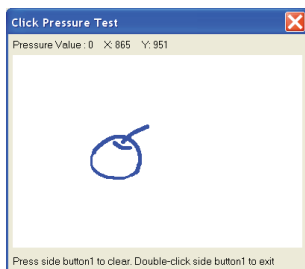 Click Pressure Test
Pressure Value : 0 X: 865 Y: 951
Press side button1 to clear. Double-click side button1 to exit